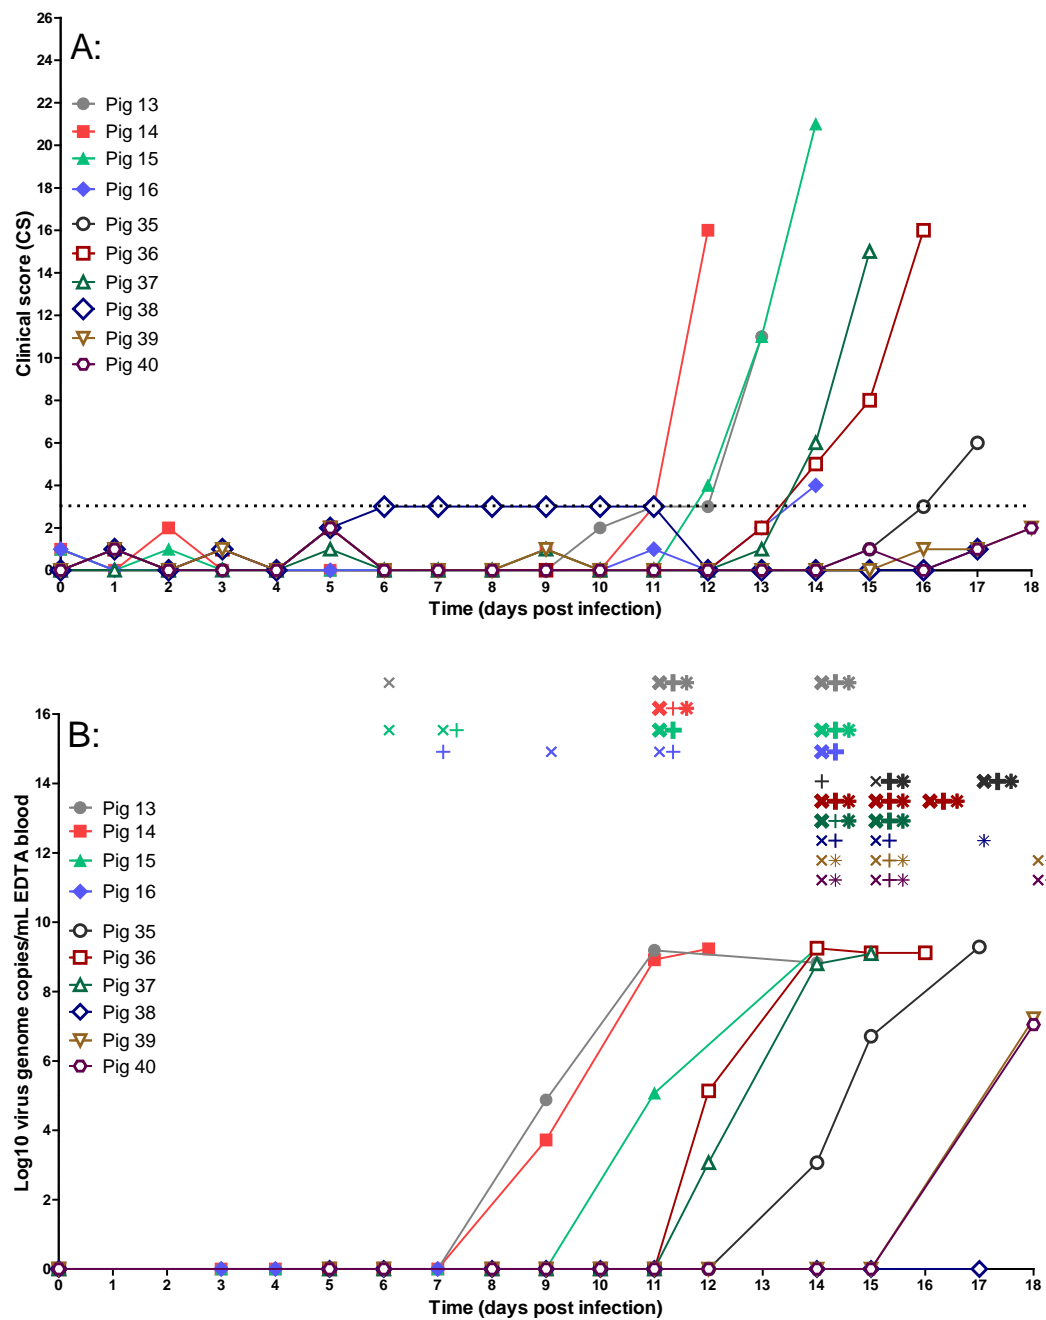 A:
26
24
22
20
18
16
14
12
10
8
6
4
2
0
Clinical score (CS)
Pig 13
Pig 14
Pig 15
Pig 16
Pig 35
Pig 36
Pig 37
Pig 38
Pig 39
Pig 40
0 1 2 3 4 5 6 7 8 9 10 11 12 13 14 15 16 17 18
Time (days post infection)
B:
16
14
12
10
8
6
4
2
0
Log10 virus genome copies/mL EDTA blood
Pig 13
Pig 14
Pig 15
Pig 16
Pig 35
Pig 36
Pig 37
Pig 38
Pig 39
Pig 40
0 1 2 3 4 5 6 7 8 9 10 11 12 13 14 15 16 17 18
Time (days post infection)